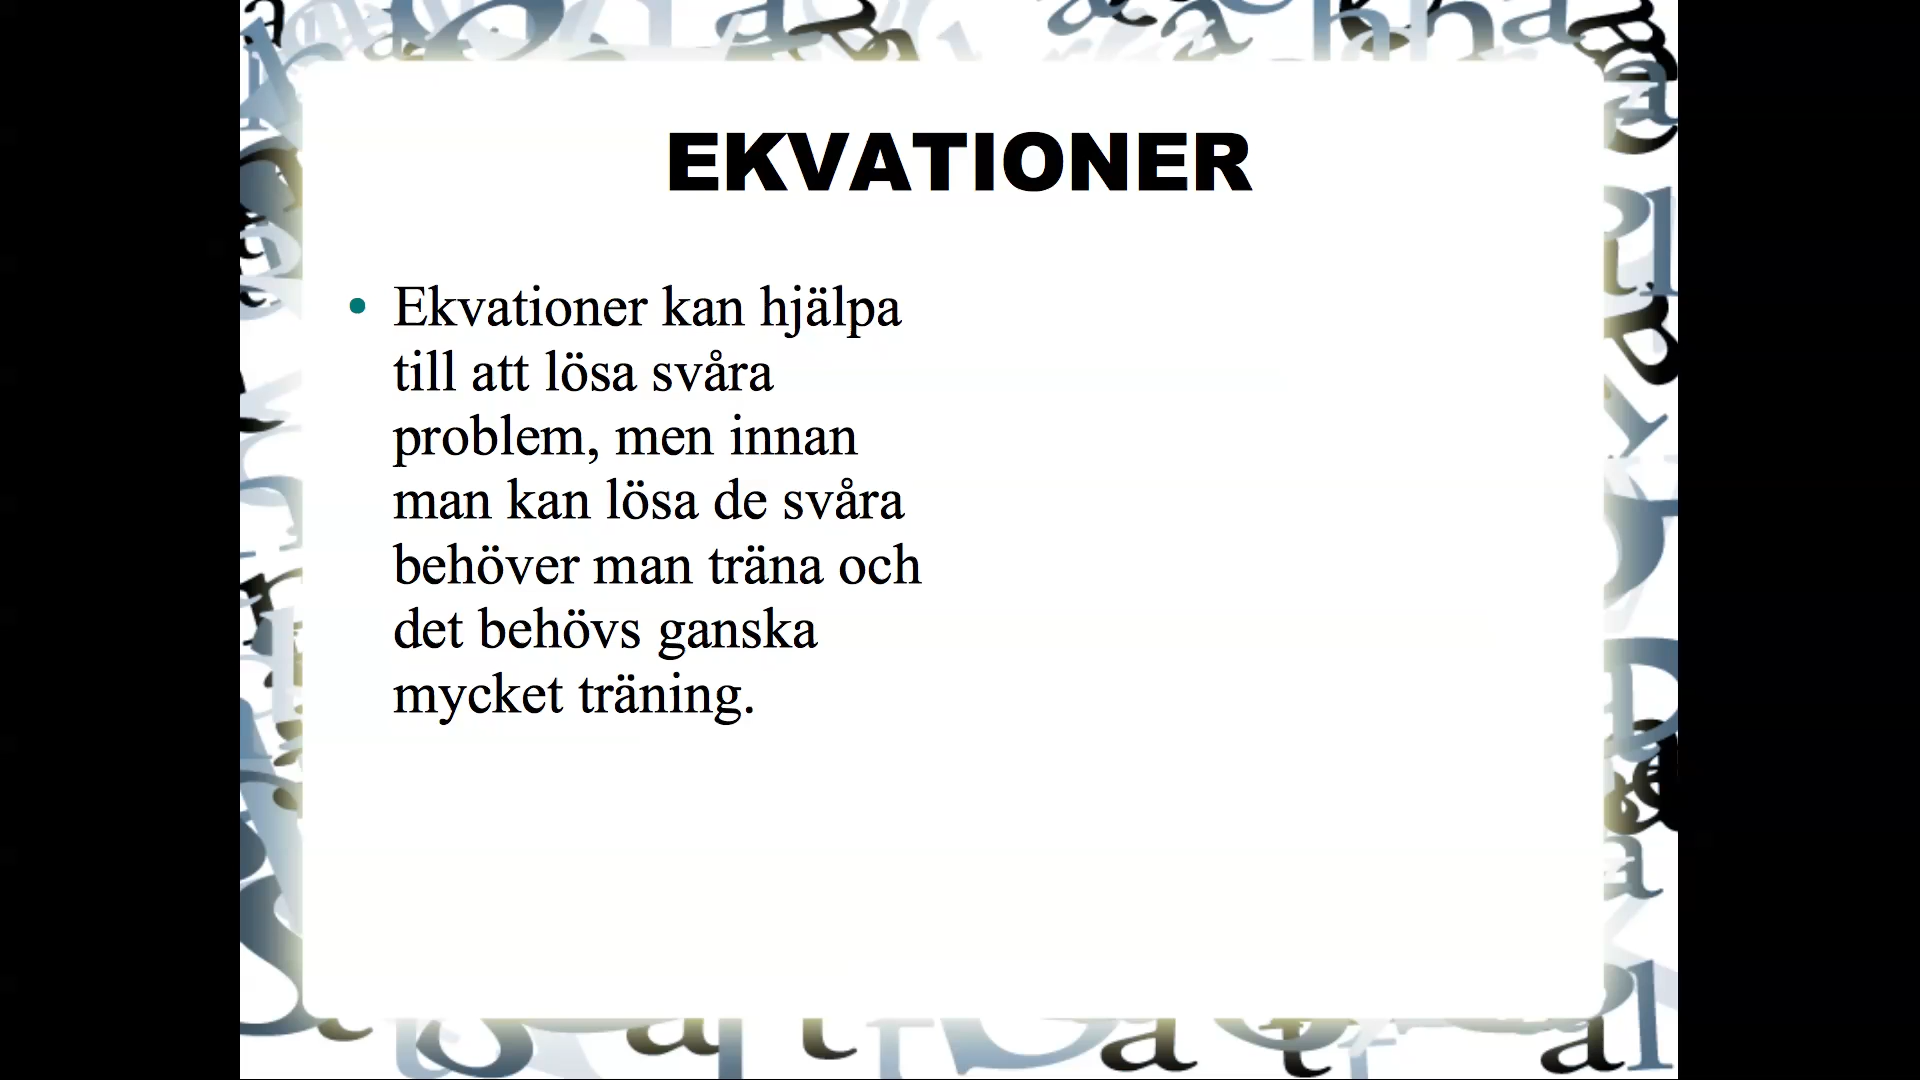 EKVATIONER
• Ekvationer kan hjälpa
till att lösa svåra
problem, men innan
man kan lösa de svåra
behöver man träna och
det behövs ganska
mycket träning.